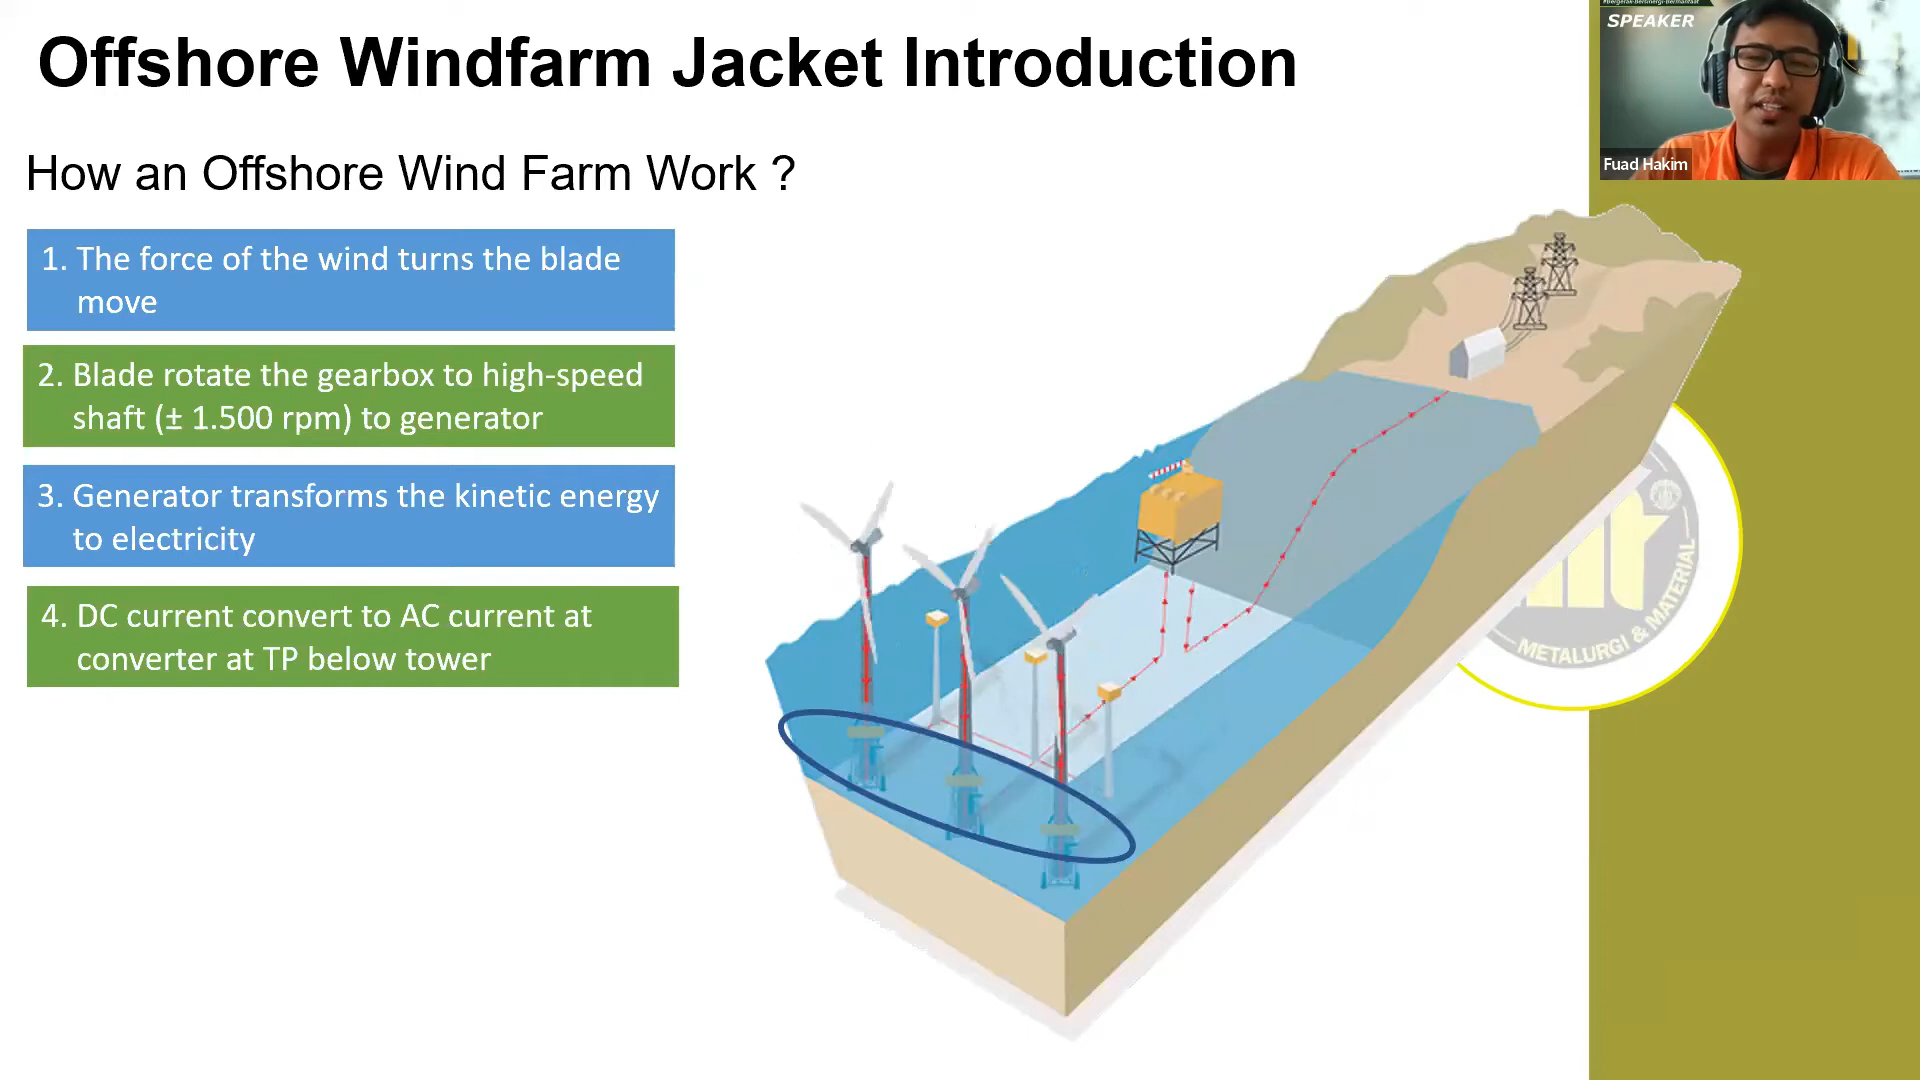 Offshore Windfarm Jacket Introduction
#Bergerak-Bersinergi-Bermanfaat
SPEAKER
Fuad Hakim
How an Offshore Wind Farm Work ?
1. The force of the wind turns the blade
move
2. Blade rotate the gearbox to high-speed
shaft (± 1.500 rpm) to generator
3. Generator transforms the kinetic energy
to electricity
4. DC current convert to AC current at
converter at TP below tower
METALURGI & MATERIAL